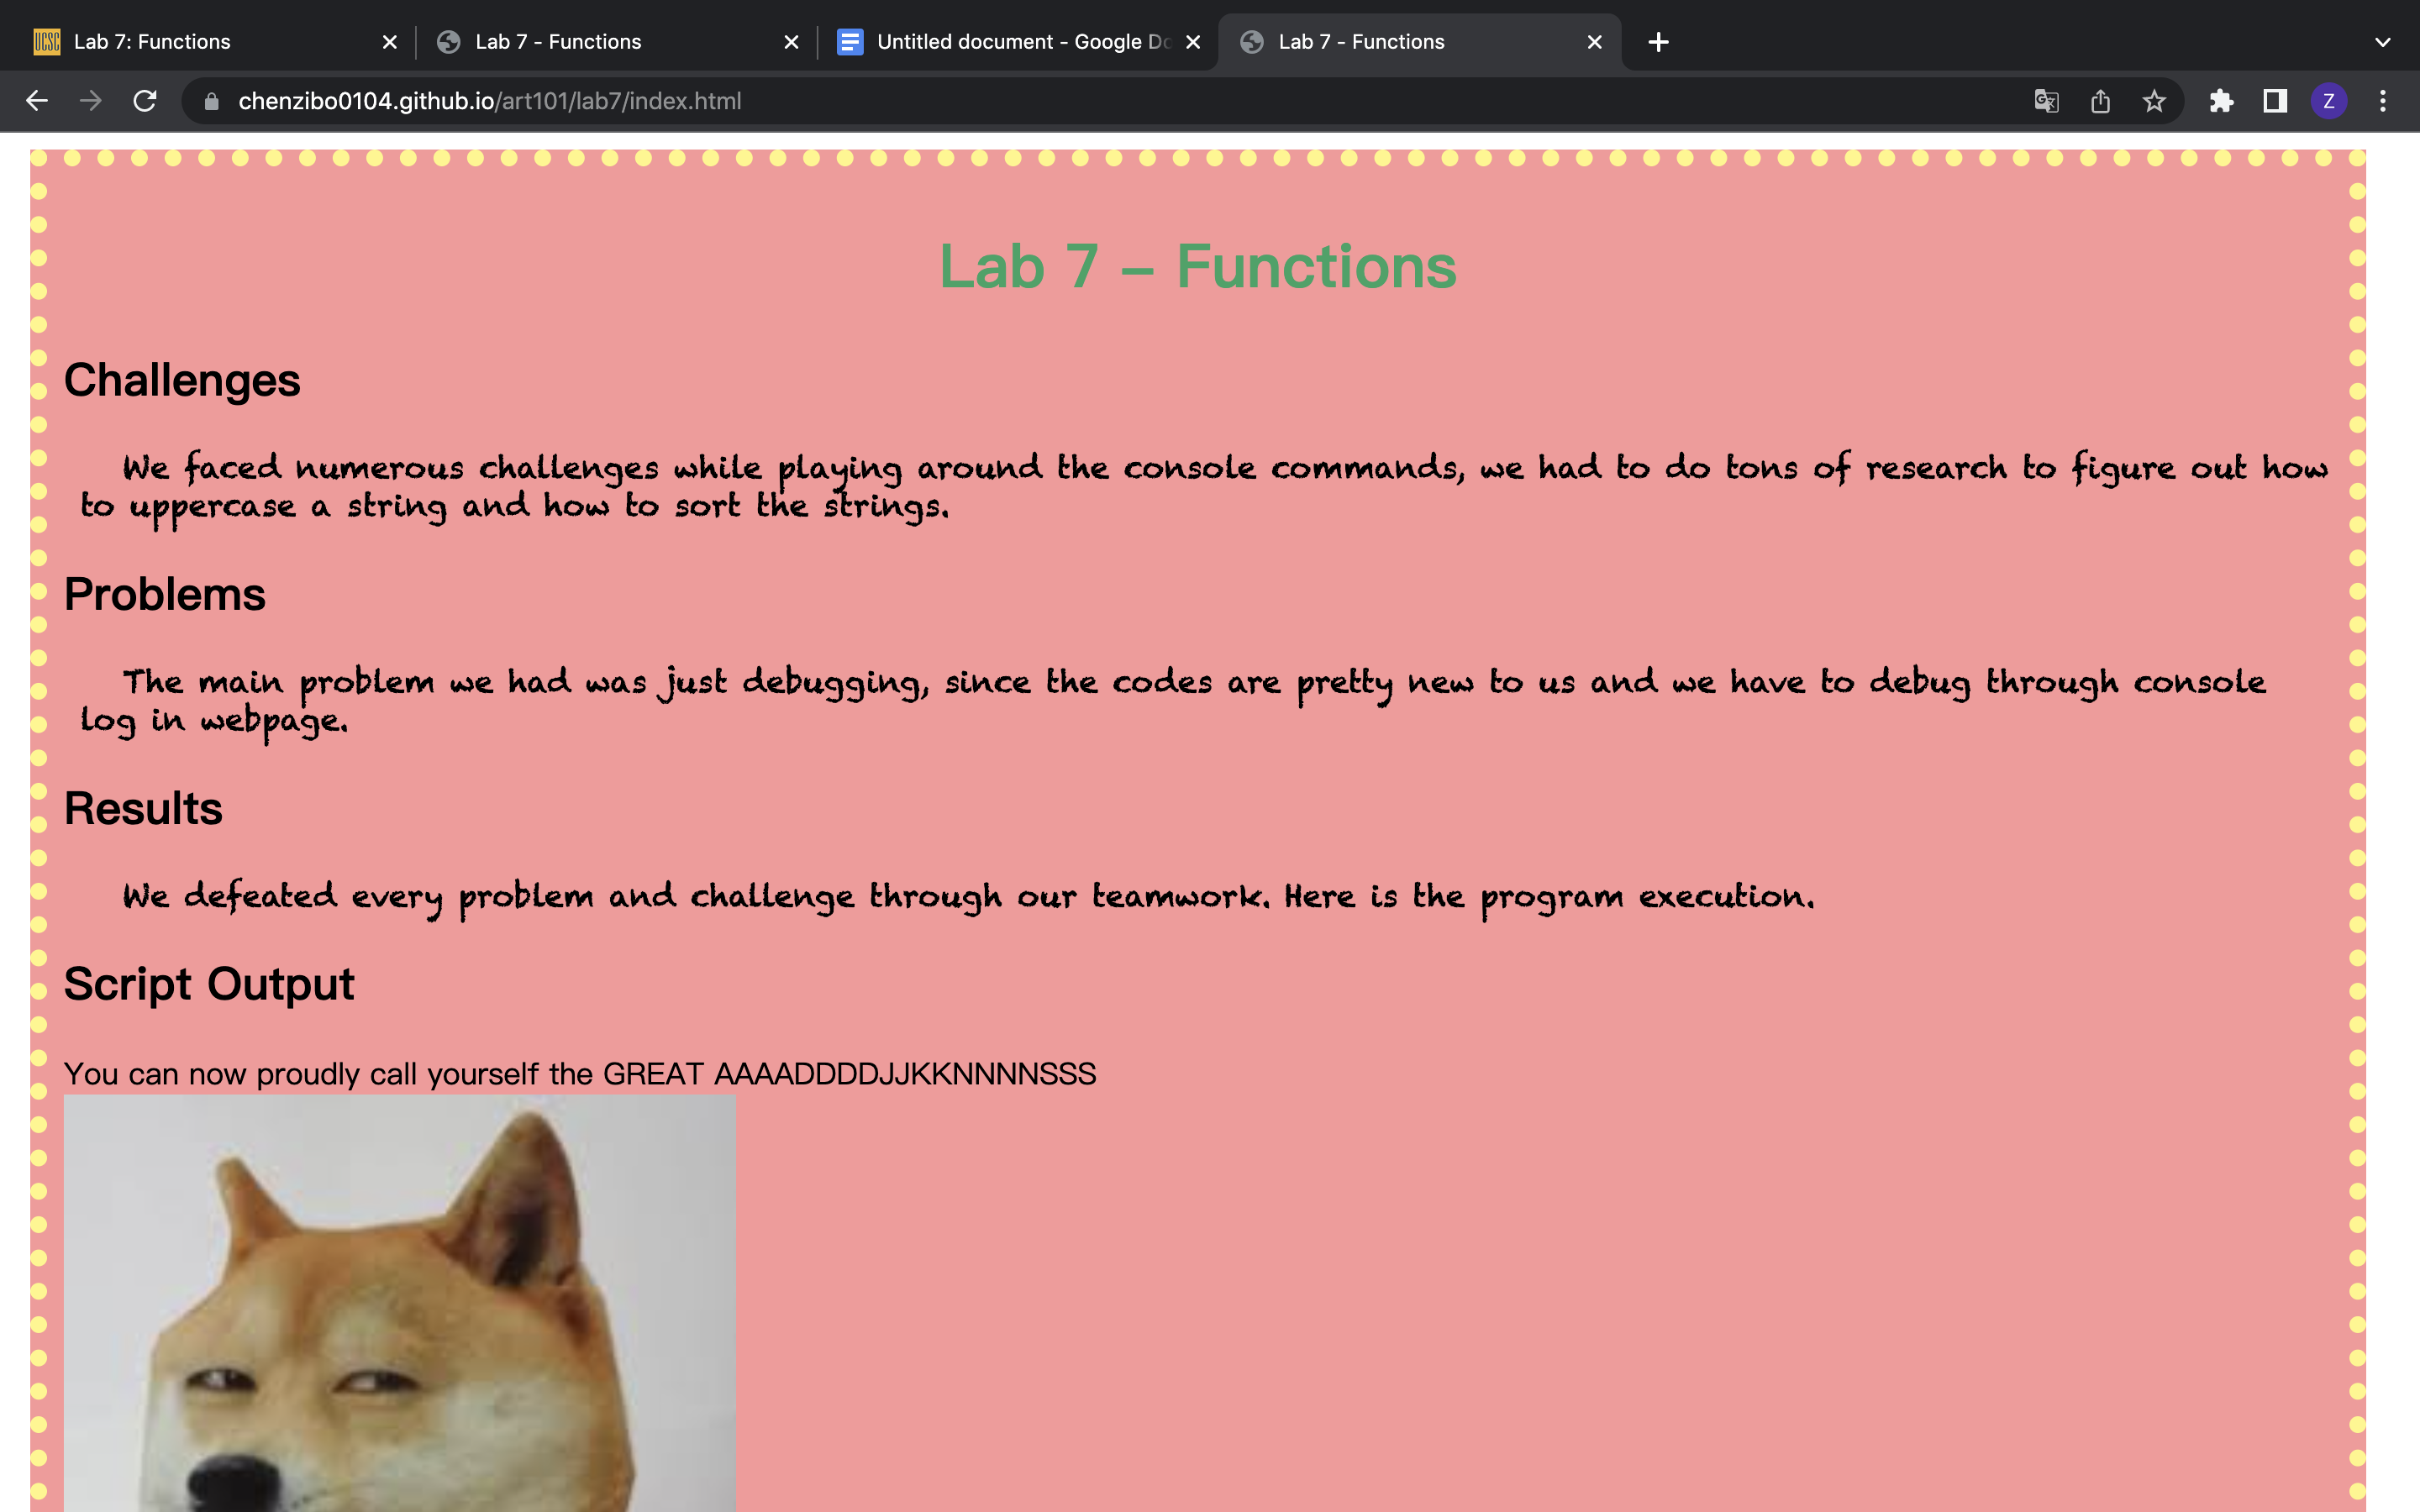 UCSC Lab 7: Functions
Lab 7 - Functions
Untitled document - Google Do
Lab 7 - Functions
chenzibo0104.github.io/art101/lab7/index.html
Z
Lab 7 - Functions
Challenges
We faced numerous challenges while playing around the console commands, we had to do tons of research to figure out how
to uppercase a string and how to sort the strings.
Problems
The main problem we had was just debugging, since the codes are pretty new to us and we have to debug through console
log in webpage.
Results
We defeated every problem and challenge through our teamwork. Here is the program execution.
Script Output
You can now proudly call yourself the GREAT AAAADDDDJJKKNNNNSSS